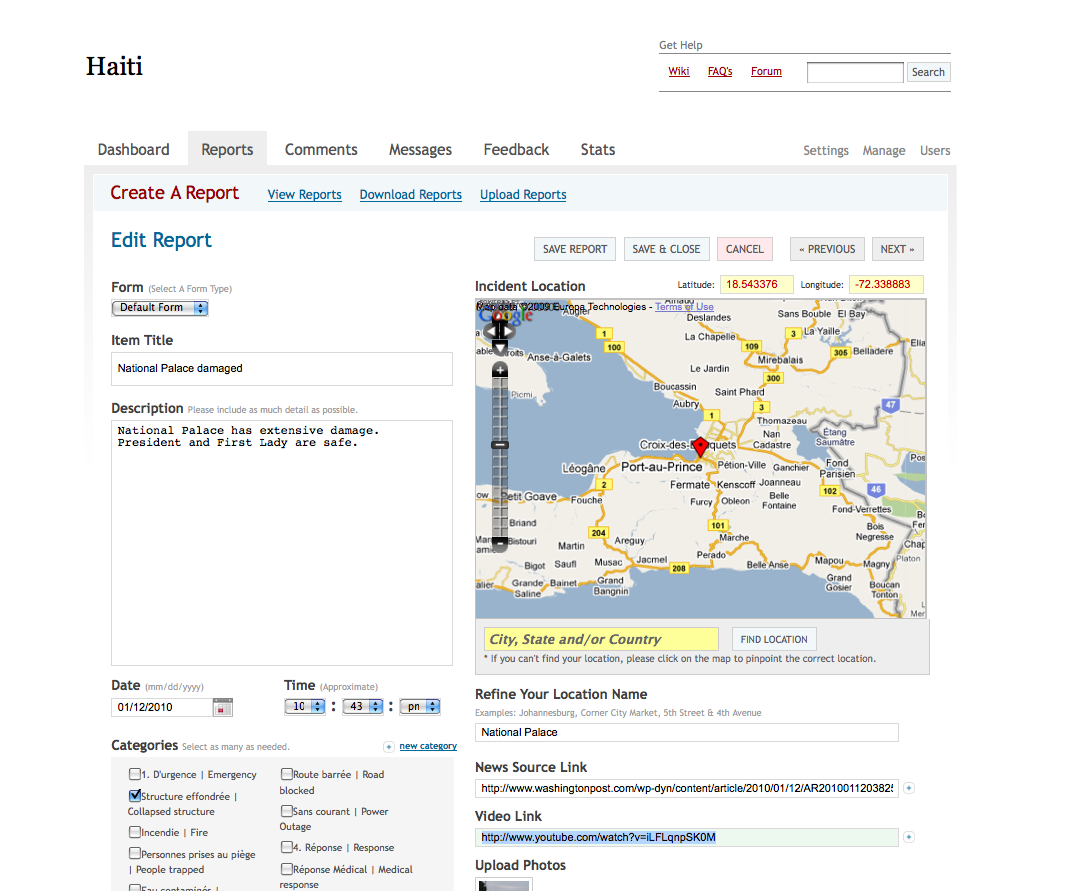 Haiti
Get Help
Wiki FAQ's Forum Search
Dashboard Reports Comments Messages Feedback Stats Settings Manage Users
Create A Report View Reports Download Reports Upload Reports
Edit Report
SAVE REPORT SAVE & CLOSE CANCEL « PREVIOUS NEXT »
Form (Select A Form Type)
Default Form
Item Title
National Palace damaged
Description Please include as much detail as possible.
National Palace has extensive damage.
President and First Lady are safe.
Date (mm/dd/yyyy) Time (Approximate)
01/12/2010 10 : 43 : pm
Categories Select as many as needed. + new category
1. D'urgence | Emergency
Structure effondrée |
Collapsed structure
Incendie | Fire
Personnes prises au piège
| People trapped
Eau contaminée |
Route barrée | Road
blocked
Sans courant | Power
Outage
4. Réponse | Response
Réponse Médical | Medical
response
Incident Location Latitude: 18.543376 Longitude: -72.338883
Map data ©2009 Europa Technologies - Terms of Use
Google
Deslandes
Sans Bouble El Bay
La Chapelle
La Yaille
3
1
100
109
305
Belladere
Anse-à-Galets
Mirebalais
Le Jardin
300
Boucassin
Saint Phard
Picmi
Aubry
3
47
1
Thomazeau
Nan
Cadastre
Étang
Saumâtre
Croix-des-Bouquets
Léogâne
Port-au-Prince
Pétion-Ville
Ganchier
Fond
Parisien
2
Fermate
Kenscoff
Joanneau
102
46
Petit Goave
Fouche
Furcy
Obleon
Belle
Fontaine
Fond-Verrettes
Briand
101
Bois
Negresse
204
Marche
Bistouri
Martin
Areguy
Perado
Platon
Bigot
Saufl
Musac
Jacmel
208
Belle Anse
Mapou
Magny
Grande
Saline
Bainet
Grand
Bangnin
Grand
Gosier
Boucan
Tonton
City, State and/or Country FIND LOCATION
* If you can't find your location, please click on the map to pinpoint the correct location.
Refine Your Location Name
Examples: Johannesburg, Corner City Market, 5th Street & 4th Avenue
National Palace
News Source Link
http://www.washingtonpost.com/wp-dyn/content/article/2010/01/12/AR201001120382
Video Link
http://www.youtube.com/watch?v=iLFLqnpSK0M
Upload Photos